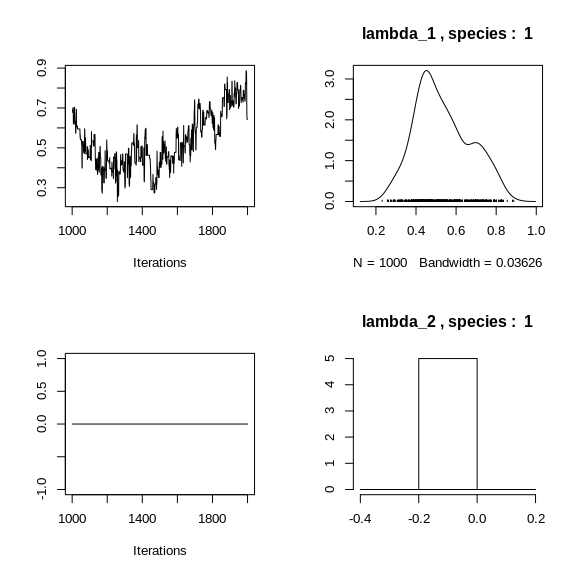 lambda_1 , species : 1
0.3 0.5 0.7 0.9
1000 1400 1800
Iterations
0.0 1.0 2.0 3.0
0.2 0.4 0.6 0.8 1.0
N = 1000 Bandwidth = 0.03626
lambda_2 , species : 1
-1.0 0.0 0.5 1.0
1000 1400 1800
Iterations
0 1 2 3 4 5
-0.4 -0.2 0.0 0.2